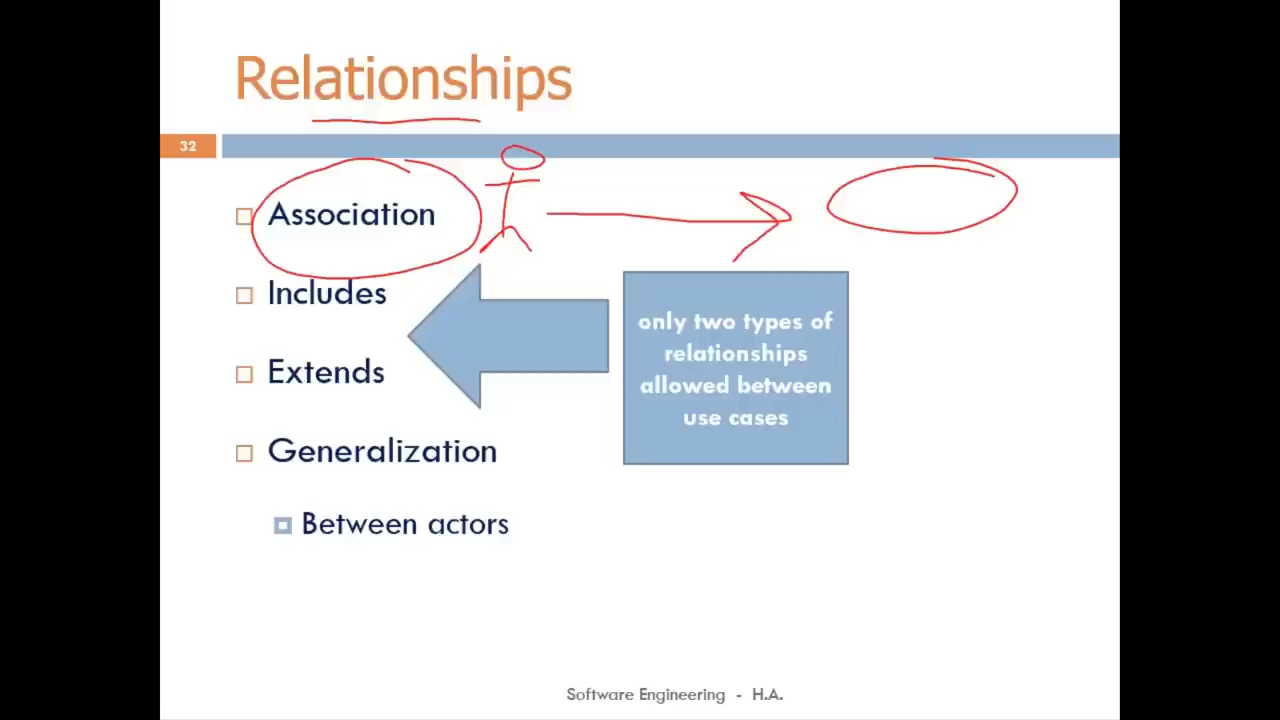 Relationships
32
Association
Includes
Extends
Generalization
Between actors
only two types of
relationships
allowed between
use cases
Software Engineering - H.A.